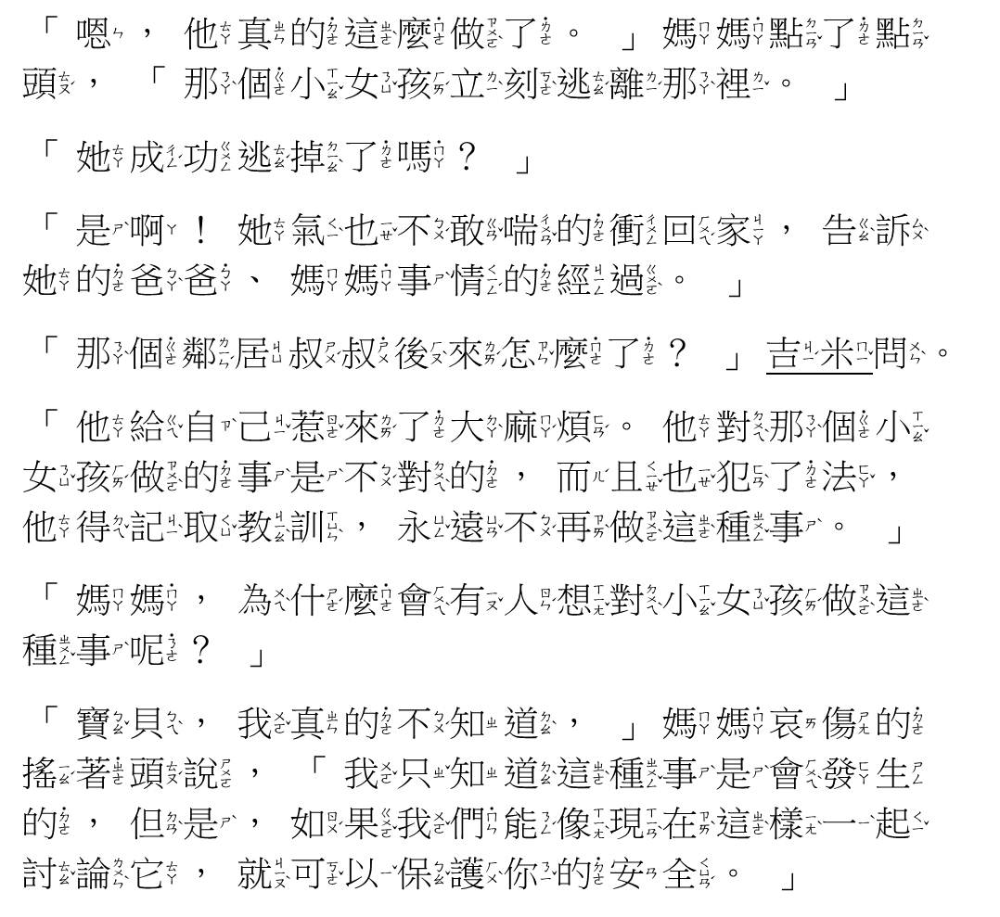 「嗯，他真的這麼做了。」媽媽點了點
頭，「那個小女孩立刻逃離那裡。」
「她成功逃掉了嗎？」
「是啊！她氣也不敢喘的衝回家，告訴
她的爸爸、媽媽事情的經過。」
「那個鄰居叔叔後來怎麼了？」吉米問。
「他給自己惹來了大麻煩。他對那個小
女孩做的事是不對的，而且也犯了法，
他得記取教訓，永遠不再做這種事。」
「媽媽，為什麼會有人想對小女孩做這
種事呢？」
「寶貝，我真的不知道，」媽媽哀傷的
搖著頭說，「我只知道這種事是會發生
的，但是，如果我們能像現在這樣一起
討論它，就可以保護你的安全。」